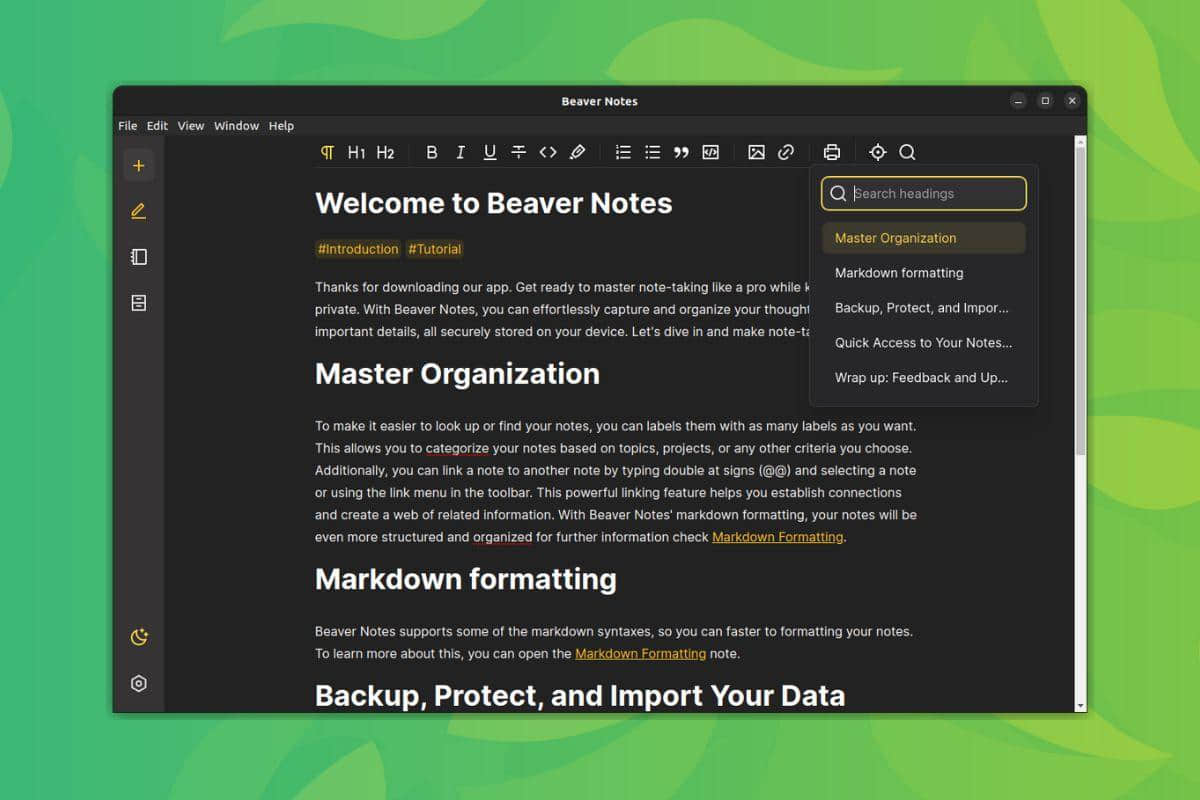 Beaver Notes
File Edit View Window Help
H1 H2 B I U
Search headings
Master Organization
Markdown formatting
Backup, Protect, and Impor...
Quick Access to Your Notes...
Wrap up: Feedback and Up...
Welcome to Beaver Notes
#Introduction #Tutorial
Thanks for downloading our app. Get ready to master note-taking like a pro while
private. With Beaver Notes, you can effortlessly capture and organize your
important details, all securely stored on your device. Let's dive in and make
Master Organization
To make it easier to look up or find your notes, you can labels them with as many labels as you want.
This allows you to categorize your notes based on topics, projects, or any other criteria you choose.
Additionally, you can link a note to another note by typing double at signs (@@) and selecting a note
or using the link menu in the toolbar. This powerful linking feature helps you establish connections
and create a web of related information. With Beaver Notes' markdown formatting, your notes will be
even more structured and organized for further information check Markdown Formatting.
Markdown formatting
Beaver Notes supports some of the markdown syntaxes, so you can faster to formatting your notes.
To learn more about this, you can open the Markdown Formatting note.
Backup, Protect, and Import Your Data